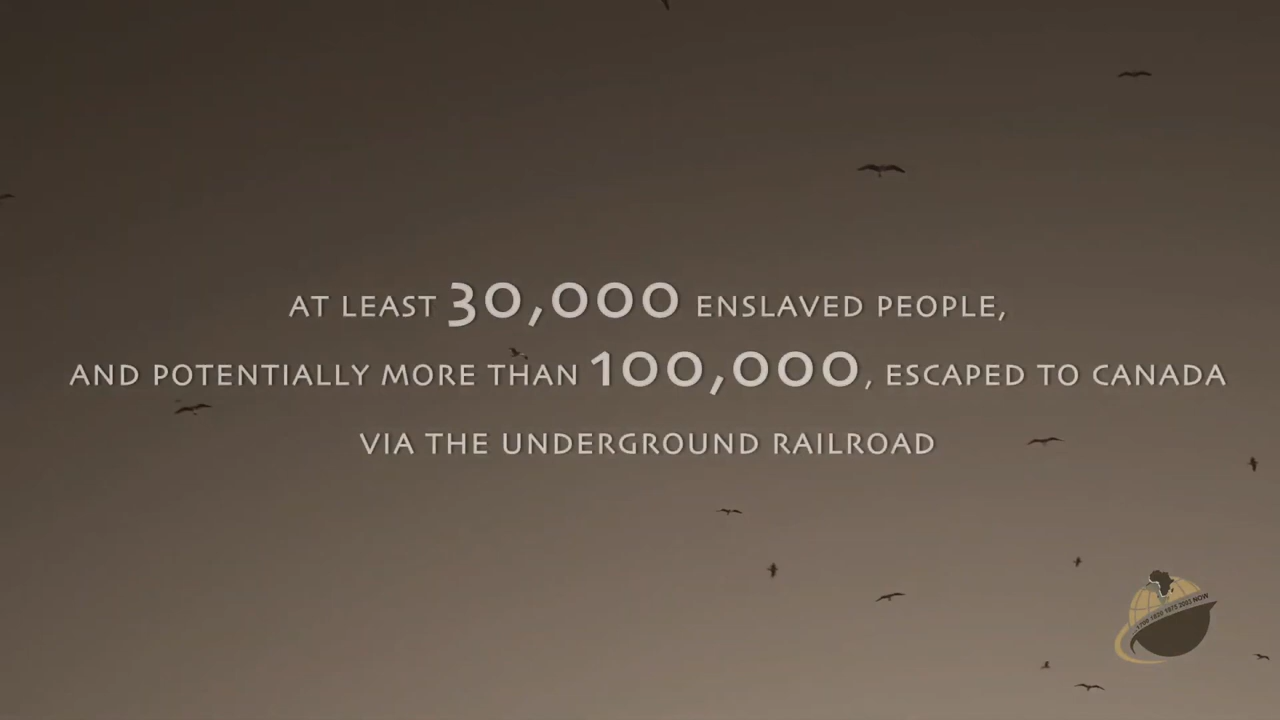 AT LEAST 30,000 ENSLAVED PEOPLE,
AND POTENTIALLY MORE THAN 100,000, ESCAPED TO CANADA
VIA THE UNDERGROUND RAILROAD
NOW